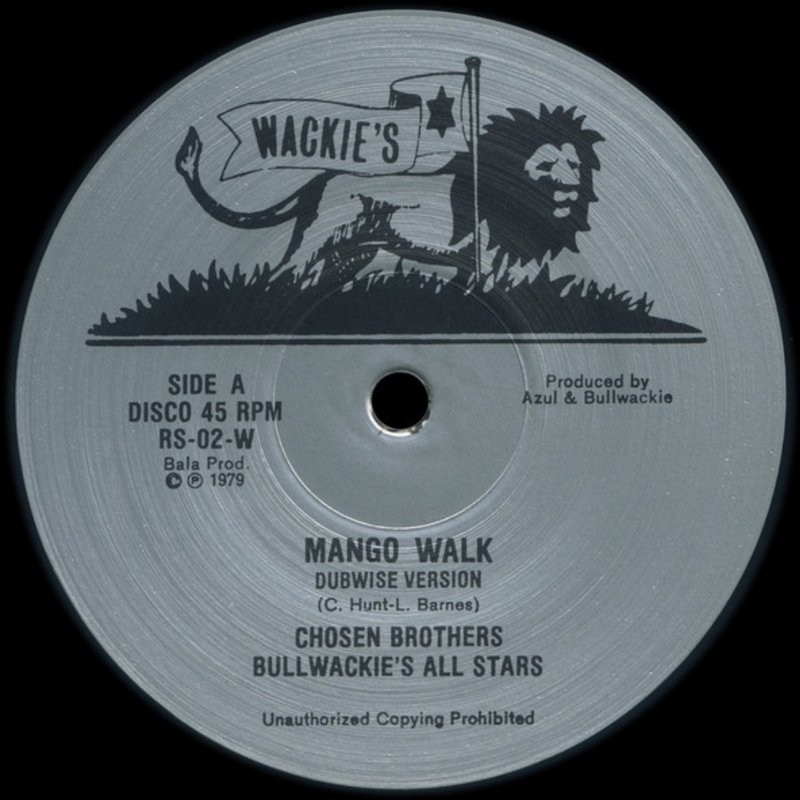 WACKIE'S
SIDE A
DISCO 45 RPM
RS-02-W
Bala Prod.
© ℗ 1979
Produced by
Azul & Bullwackie
MANGO WALK
DUBWISE VERSION
(C. Hunt-L. Barnes)
CHOSEN BROTHERS
BULLWACKIE'S ALL STARS
Unauthorized Copying Prohibited